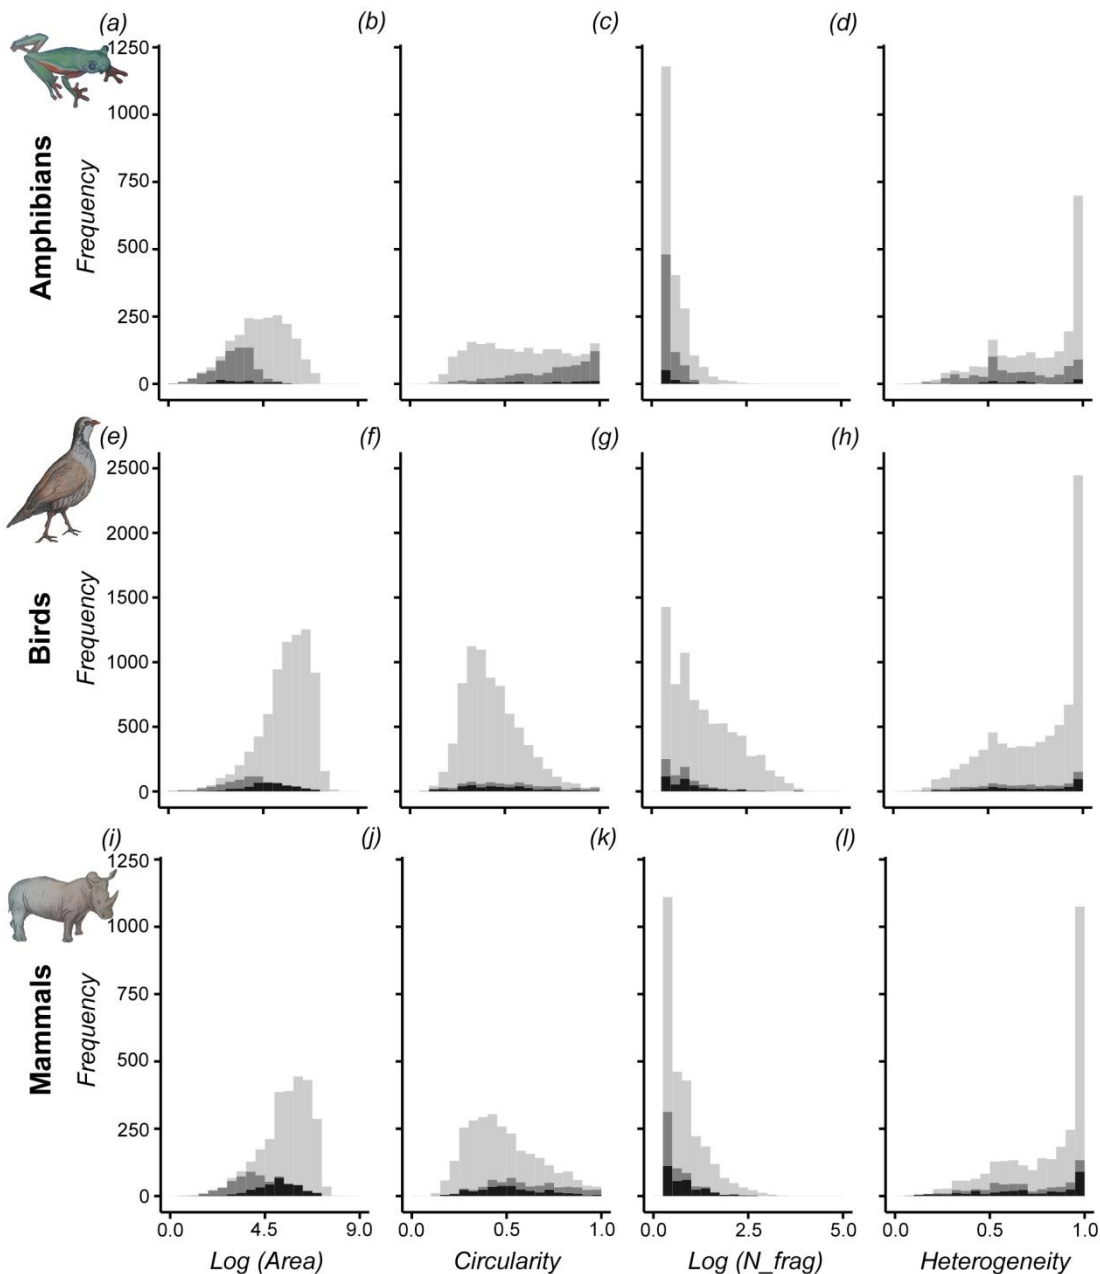 (a) (b) (c) (d)
Amphibians
Frequency
1250
1000
750
500
250
0
(e) (f) (g) (h)
Birds
Frequency
2500
2000
1500
1000
500
0
(i) (j) (k) (l)
Mammals
Frequency
1250
1000
750
500
250
0
0.0 4.5 9.0 0.0 0.5 1.0 0.0 2.5 5.0 0.0 0.5 1.0
Log (Area) Circularity Log (N_frag) Heterogeneity